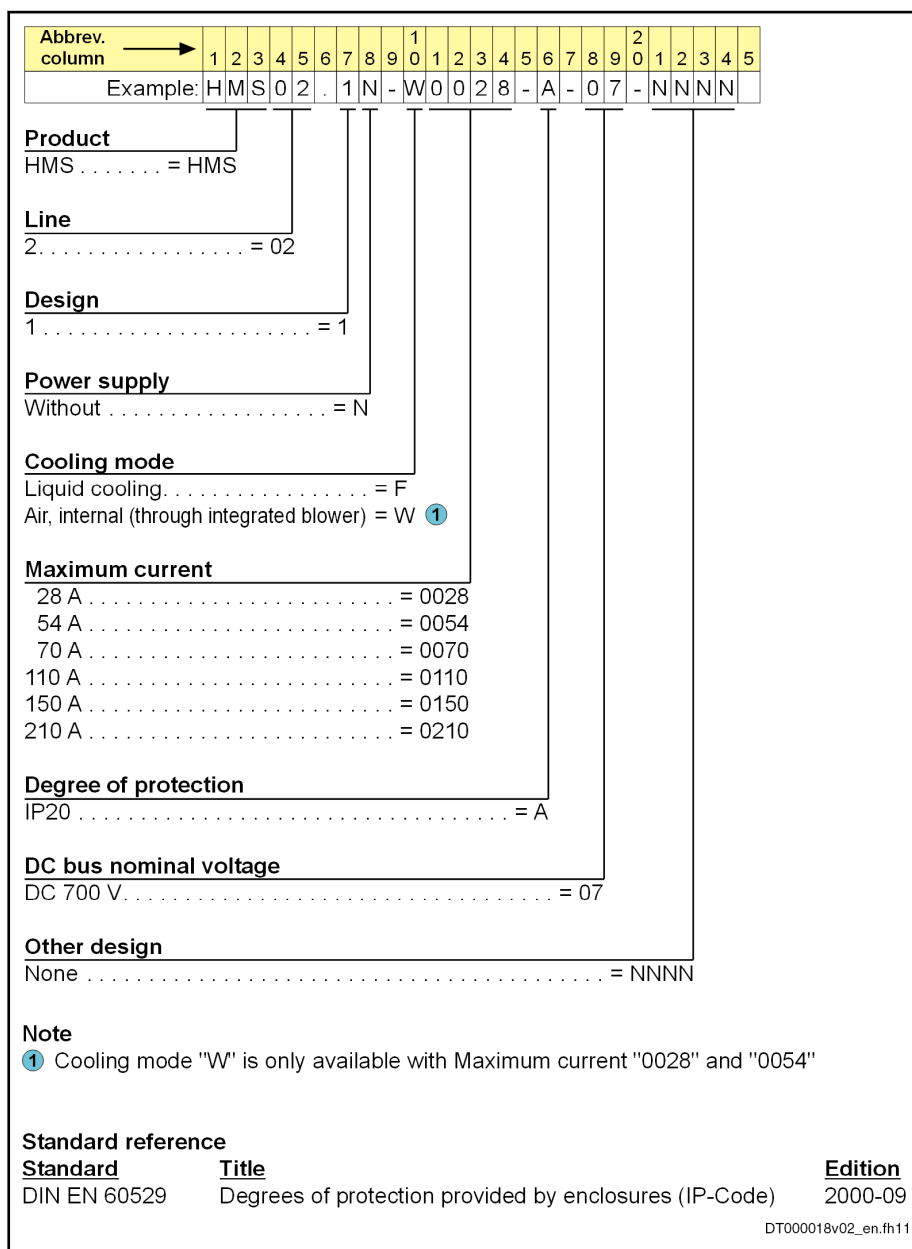 Abbrev. column 1 2 3 4 5 6 7 8 9 10 1 2 3 4 5 6 7 8 9 20 1 2 3 4 5
Example: H M S 0 2 . 1 N - W 0 0 2 8 - A - 0 7 - N N N N
Product
HMS . . . . . . . = HMS
Line
2. . . . . . . . . . . . . . . . . = 02
Design
1 . . . . . . . . . . . . . . . . . . . . . . = 1
Power supply
Without . . . . . . . . . . . . . . . . . . = N
Cooling mode
Liquid cooling. . . . . . . . . . . . . . . . . = F
Air, internal (through integrated blower) = W 1
Maximum current
28 A . . . . . . . . . . . . . . . . . . . . . . . . . = 0028
54 A . . . . . . . . . . . . . . . . . . . . . . . . . = 0054
70 A . . . . . . . . . . . . . . . . . . . . . . . . . = 0070
110 A . . . . . . . . . . . . . . . . . . . . . . . . . = 0110
150 A . . . . . . . . . . . . . . . . . . . . . . . . . = 0150
210 A . . . . . . . . . . . . . . . . . . . . . . . . . = 0210
Degree of protection
IP20 . . . . . . . . . . . . . . . . . . . . . . . . . . . . . . . . . . . = A
DC bus nominal voltage
DC 700 V. . . . . . . . . . . . . . . . . . . . . . . . . . . . . . . . . . . = 07
Other design
None . . . . . . . . . . . . . . . . . . . . . . . . . . . . . . . . . . . . . . . . . = NNNN
Note
1 Cooling mode "W" is only available with Maximum current "0028" and "0054"
Standard reference
Standard Title Edition
DIN EN 60529 Degrees of protection provided by enclosures (IP-Code) 2000-09
DT000018v02_en.fh11